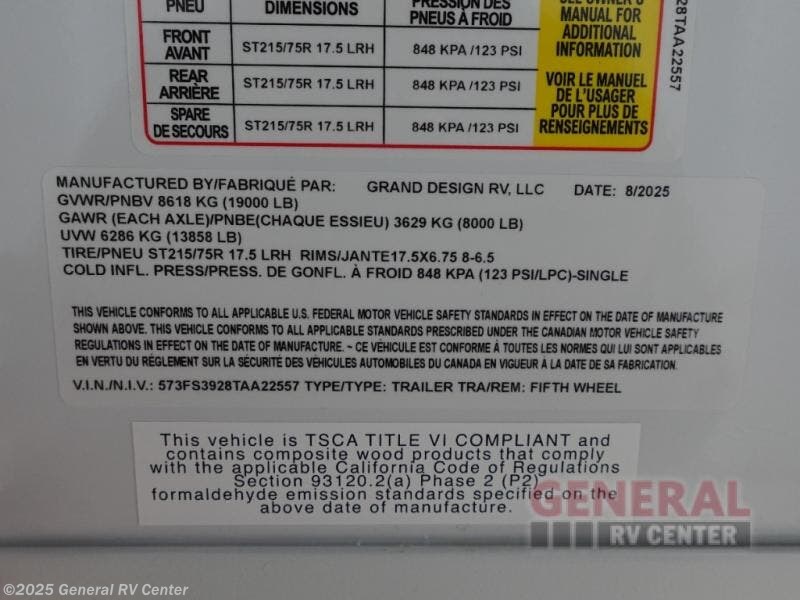 PNEU DIMENSIONS PRESSION DES PNEUS À FROID
SEE OWNER'S
MANUAL FOR
ADDITIONAL
INFORMATION
FRONT
AVANT
ST215/75R 17.5 LRH 848 KPA /123 PSI
REAR
ARRIÈRE
ST215/75R 17.5 LRH 848 KPA /123 PSI
SPARE
DE SECOURS
ST215/75R 17.5 LRH 848 KPA /123 PSI
VOIR LE MANUEL
DE L'USAGER
POUR PLUS DE
RENSEIGNEMENTS
28TAA22557
MANUFACTURED BY/FABRIQUÉ PAR: GRAND DESIGN RV, LLC DATE: 8/2025
GVWR/PNBV 8618 KG (19000 LB)
GAWR (EACH AXLE)/PNBE(CHAQUE ESSIEU) 3629 KG (8000 LB)
UVW 6286 KG (13858 LB)
TIRE/PNEU ST215/75R 17.5 LRH RIMS/JANTE17.5X6.75 8-6.5
COLD INFL. PRESS/PRESS. DE GONFL. À FROID 848 KPA (123 PSI/LPC)-SINGLE
THIS VEHICLE CONFORMS TO ALL APPLICABLE U.S. FEDERAL MOTOR VEHICLE SAFETY STANDARDS IN EFFECT ON THE DATE OF MANUFACTURE
SHOWN ABOVE. THIS VEHICLE CONFORMS TO ALL APPLICABLE STANDARDS PRESCRIBED UNDER THE CANADIAN MOTOR VEHICLE SAFETY
REGULATIONS IN EFFECT ON THE DATE OF MANUFACTURE. ~ CE VÉHICULE EST CONFORME À TOUTES LES NORMES QUI LUI SONT APPLICABLES
EN VERTU DU RÉGLEMENT SUR LA SÉCURITÉ DES VÉHICULES AUTOMOBILES DU CANADA EN VIGUEUR A LA DATE DE SA FABRICATION.
V.I.N./N.I.V.: 573FS3928TAA22557 TYPE/TYPE: TRAILER TRA/REM: FIFTH WHEEL
This vehicle is TSCA TITLE VI COMPLIANT and
contains composite wood products that comply
with the applicable California Code of Regulations
Section 93120.2(a) Phase 2 (P2)
formaldehyde emission standards specified on the
above date of manufacture.
GENERAL
RV CENTER
©2025 General RV Center